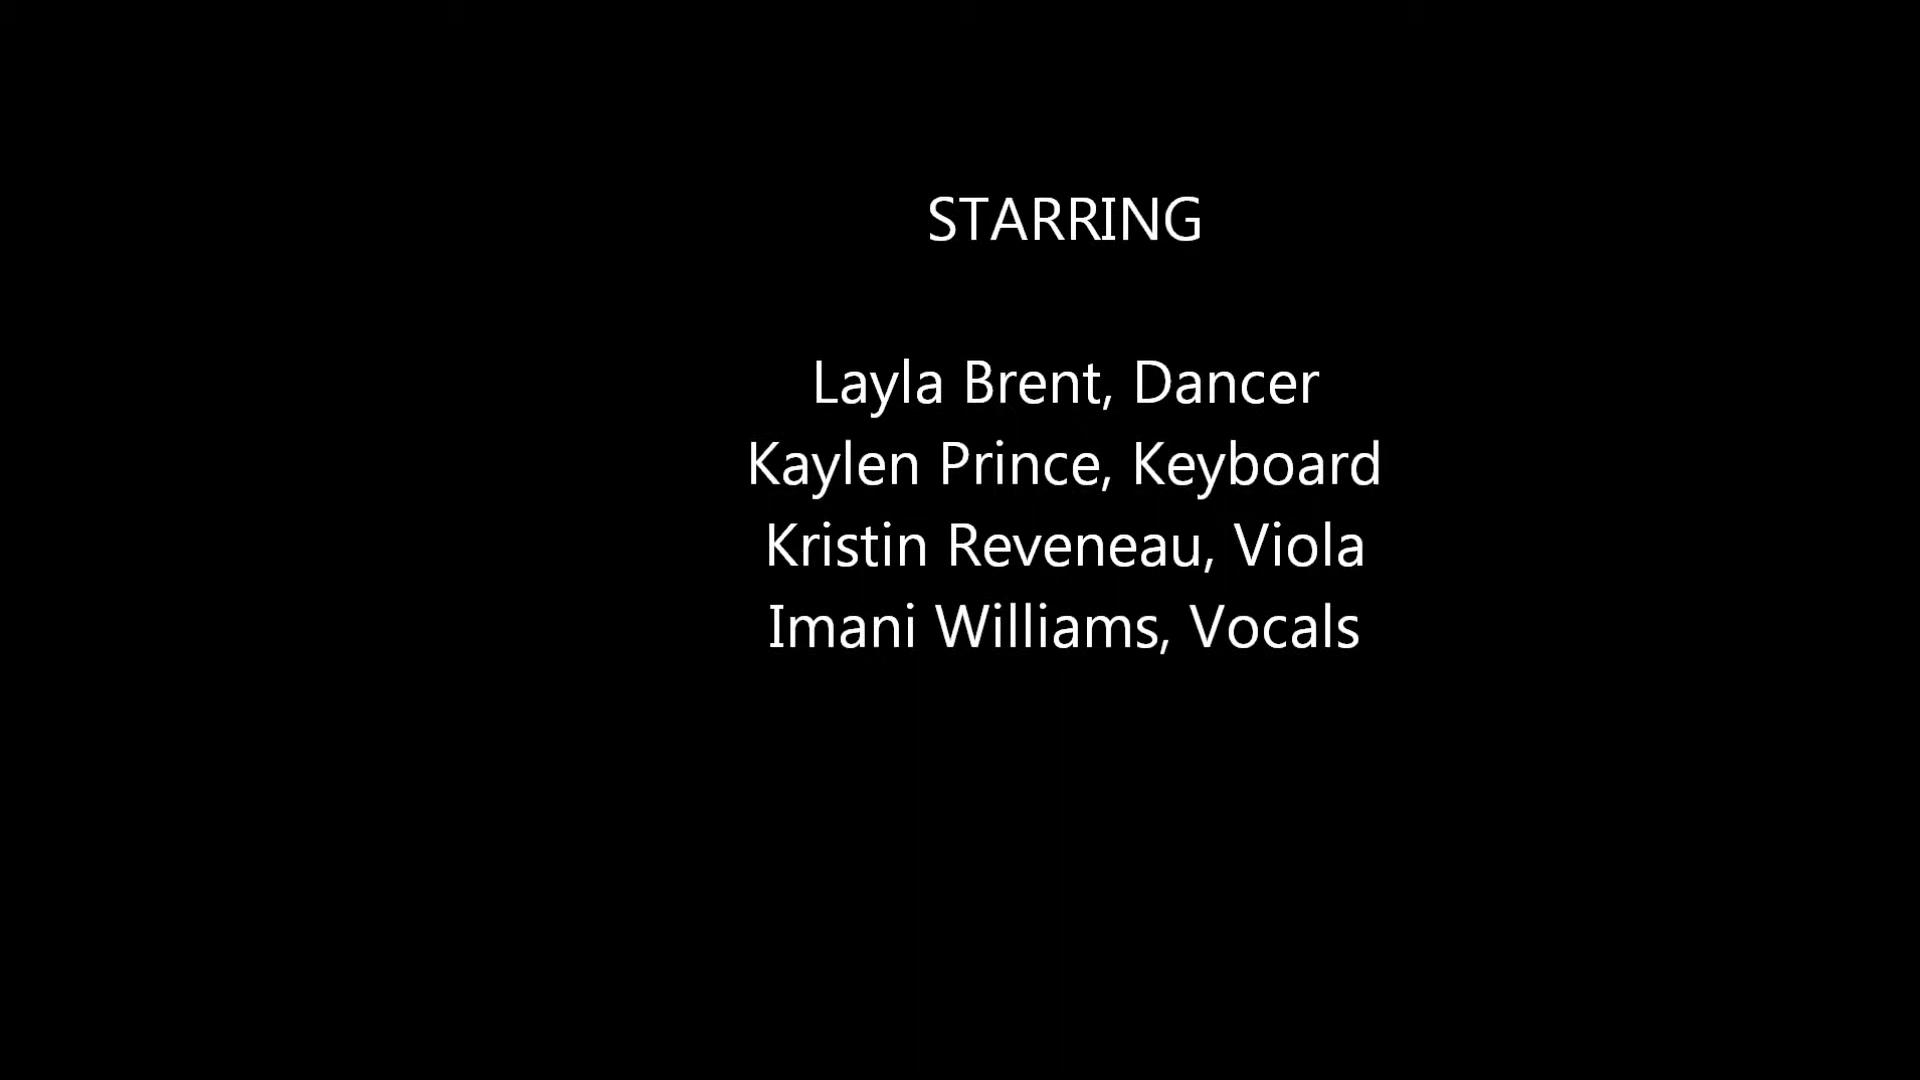 STARRING
Layla Brent, Dancer
Kaylen Prince, Keyboard
Kristin Reveneau, Viola
Imani Williams, Vocals